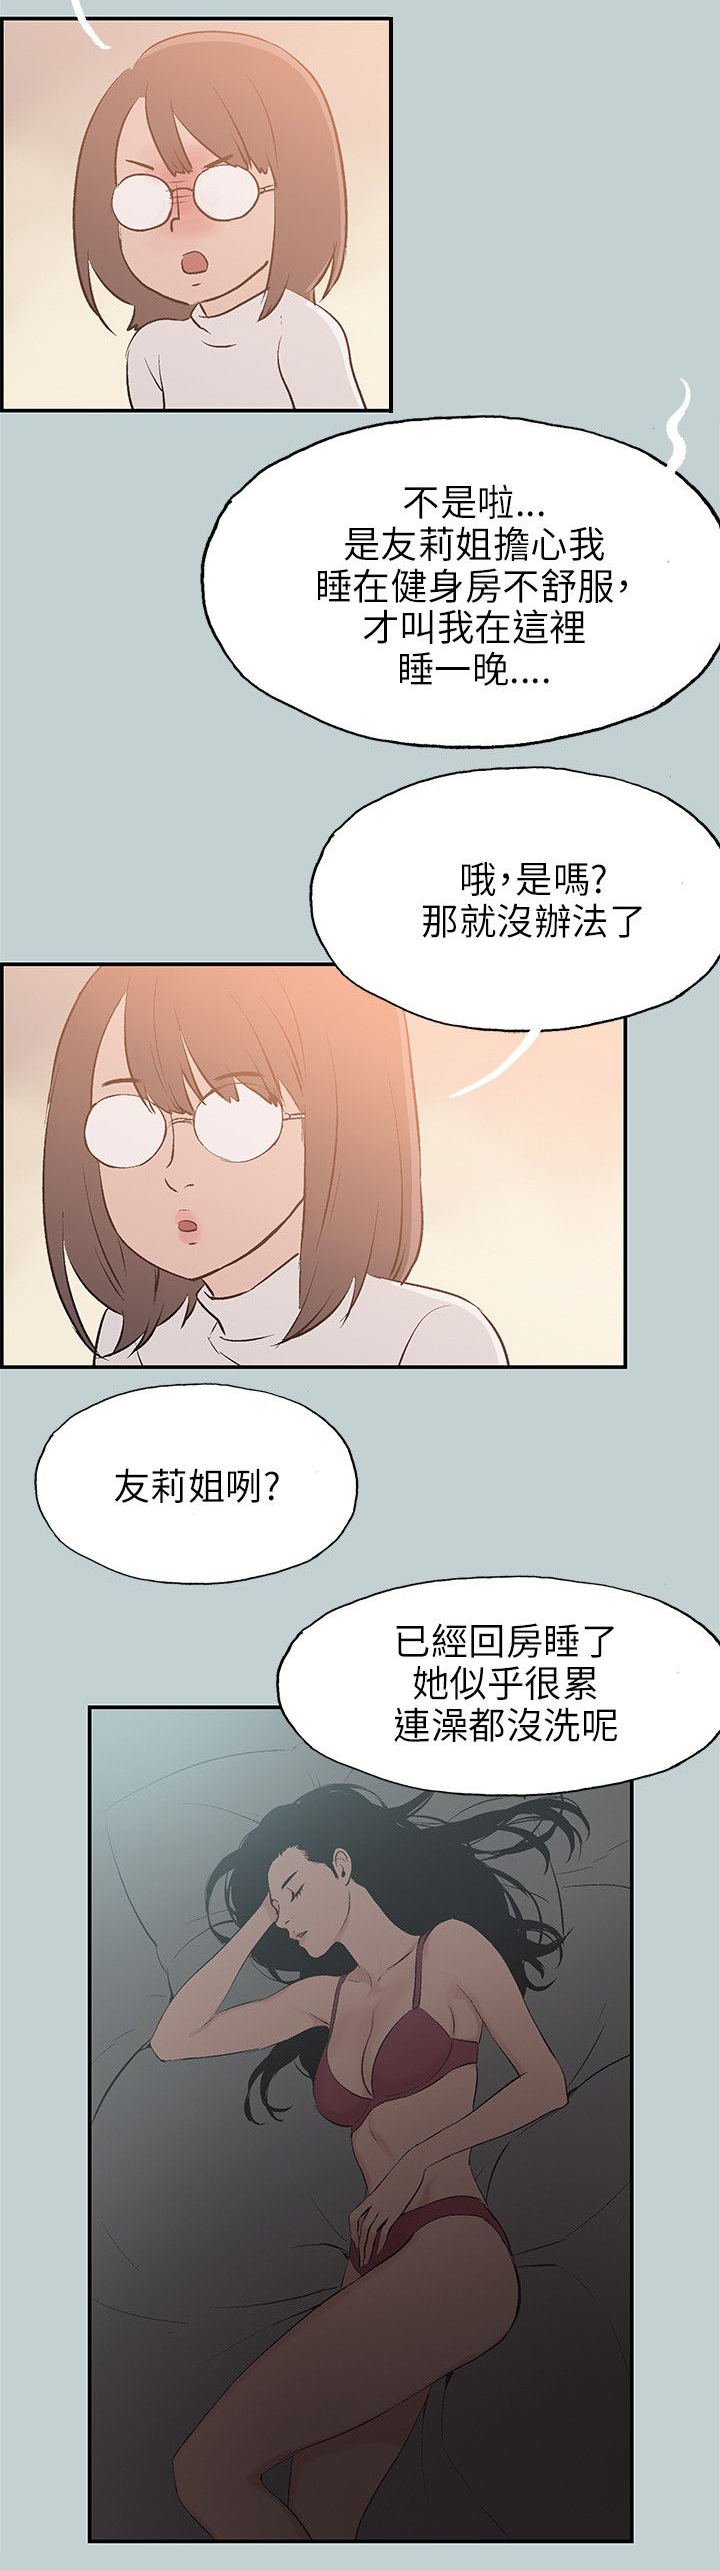 不是啦...
是友莉姐擔心我
睡在健身房不舒服，
才叫我在這裡
睡一晚....
哦，是嗎?
那就沒辦法了
友莉姐咧?
已經回房睡了
她似乎很累
連澡都沒洗呢